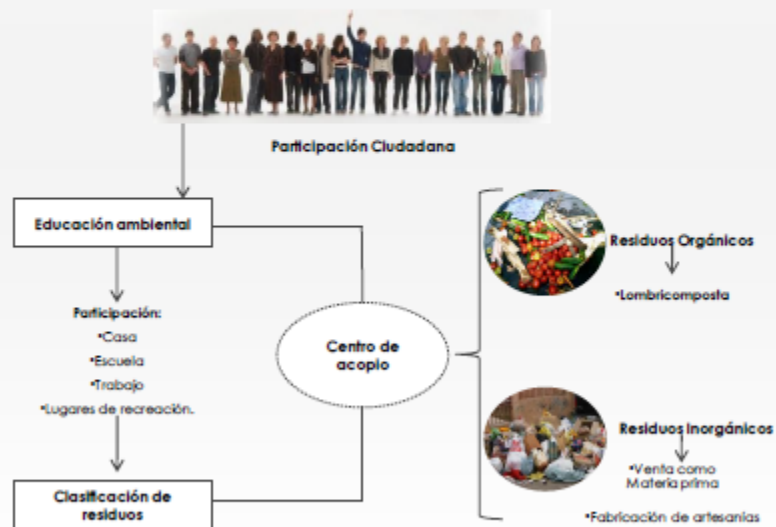 Participación Ciudadana
Educación ambiental
Participación:
•Casa
•Escuela
•Trabajo
•Lugares de recreación.
Clasificación de
residuos
Centro de
acopio
Residuos Orgánicos
•Lombricomposta
Residuos Inorgánicos
•Venta como
Materia prima
•Fabricación de artesanías